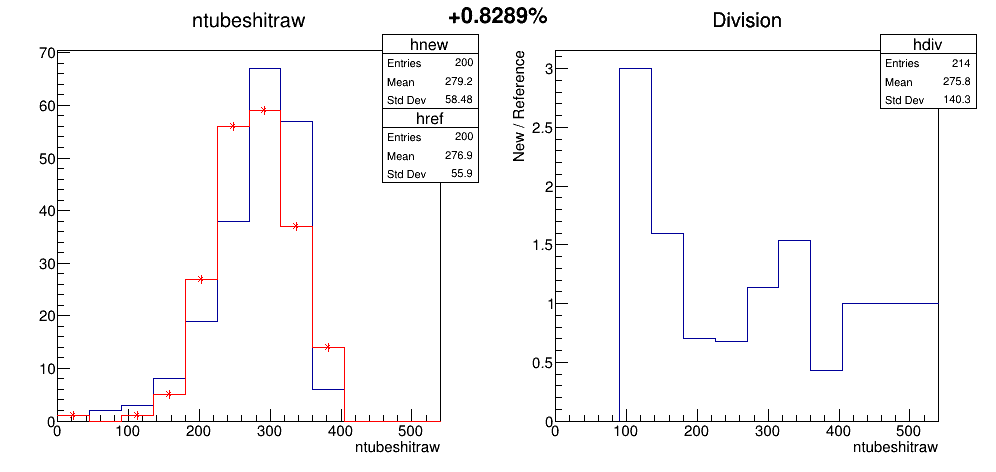 +0.8289%
ntubeshitraw
hnew
Entries 200
Mean 279.2
Std Dev 58.48
href
Entries 200
Mean 276.9
Std Dev 55.9
70
60
50
40
30
20
10
0
0 100 200 300 400 500
ntubeshitraw
Division
hdiv
Entries 214
Mean 275.8
Std Dev 140.3
New / Reference
3
2.5
2
1.5
1
0.5
0
0 100 200 300 400 500
ntubeshitraw